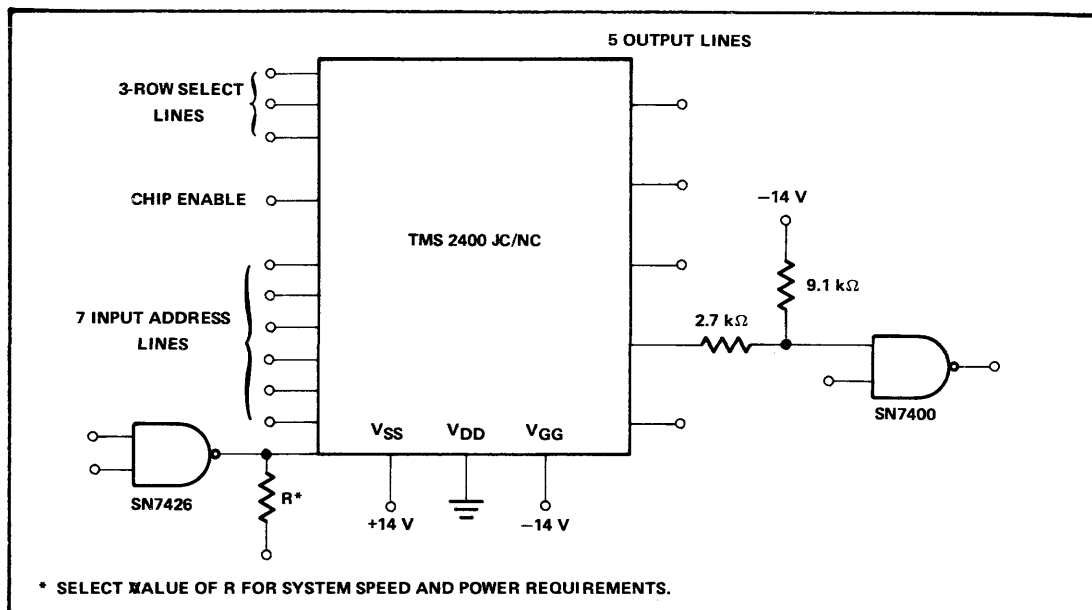 5 OUTPUT LINES
3-ROW SELECT
LINES
CHIP ENABLE
TMS 2400 JC/NC
−14 V
9.1 kΩ
2.7 kΩ
7 INPUT ADDRESS
LINES
SN7400
VSS VDD VGG
SN7426
R*
+14 V
−14 V
* SELECT VALUE OF R FOR SYSTEM SPEED AND POWER REQUIREMENTS.